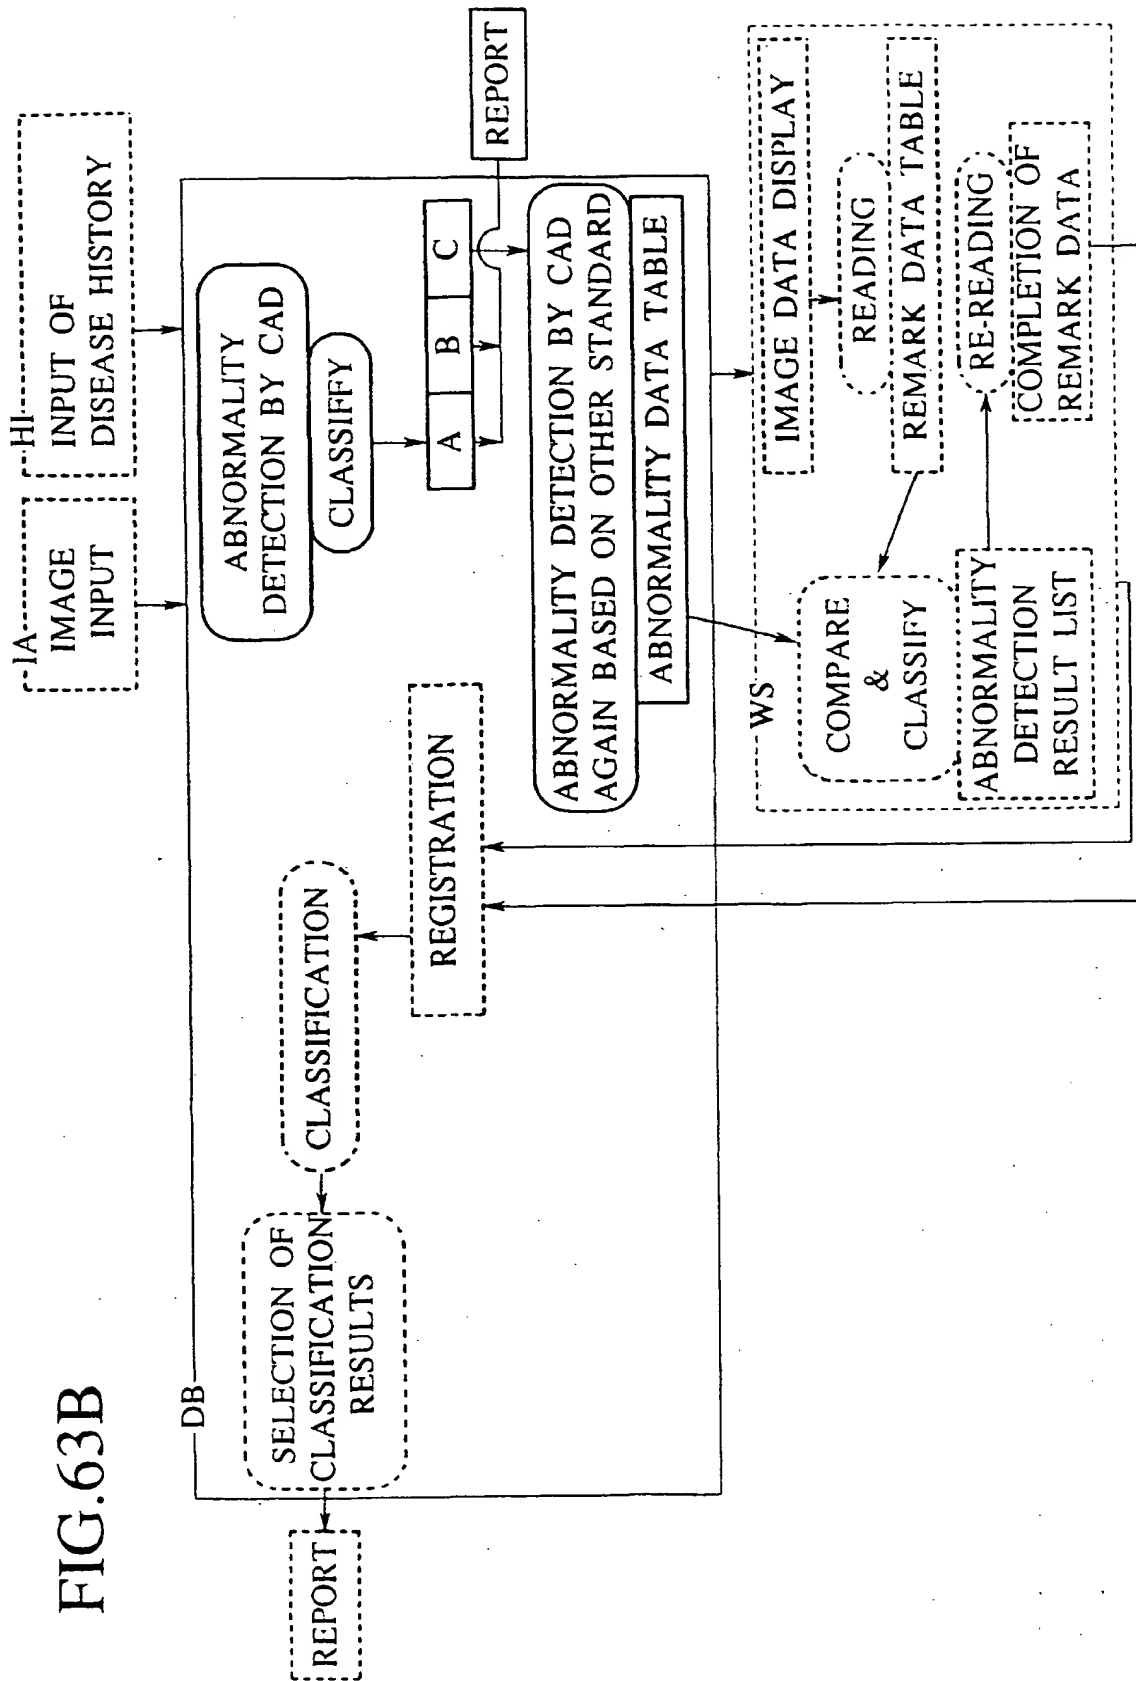 FIG.63B
IA
IMAGE
INPUT
HI
INPUT OF
DISEASE HISTORY
DB
ABNORMALITY
DETECTION BY CAD
CLASSIFY
A
B
C
REPORT
ABNORMALITY DETECTION BY CAD
AGAIN BASED ON OTHER STANDARD
ABNORMALITY DATA TABLE
REGISTRATION
CLASSIFICATION
SELECTION OF
CLASSIFICATION
RESULTS
REPORT
WS
IMAGE DATA DISPLAY
READING
REMARK DATA TABLE
COMPARE
&
CLASSIFY
ABNORMALITY
DETECTION
RESULT LIST
RE-READING
COMPLETION OF
REMARK DATA